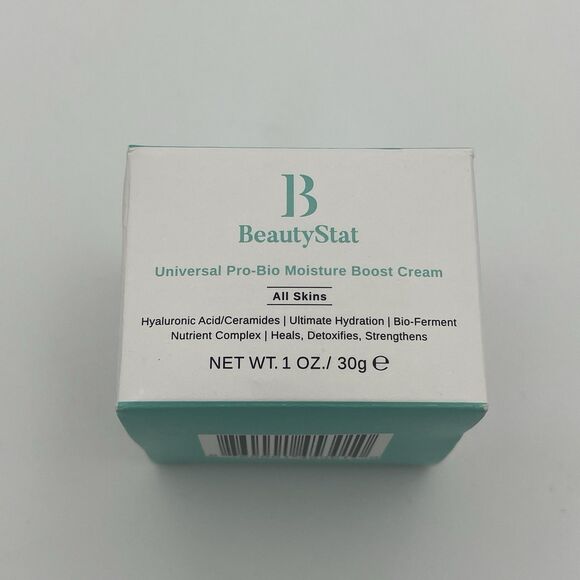 B
BeautyStat
Universal Pro-Bio Moisture Boost Cream
All Skins
Hyaluronic Acid/Ceramides | Ultimate Hydration | Bio-Ferment
Nutrient Complex | Heals, Detoxifies, Strengthens
NET WT. 1 OZ./ 30g ℮